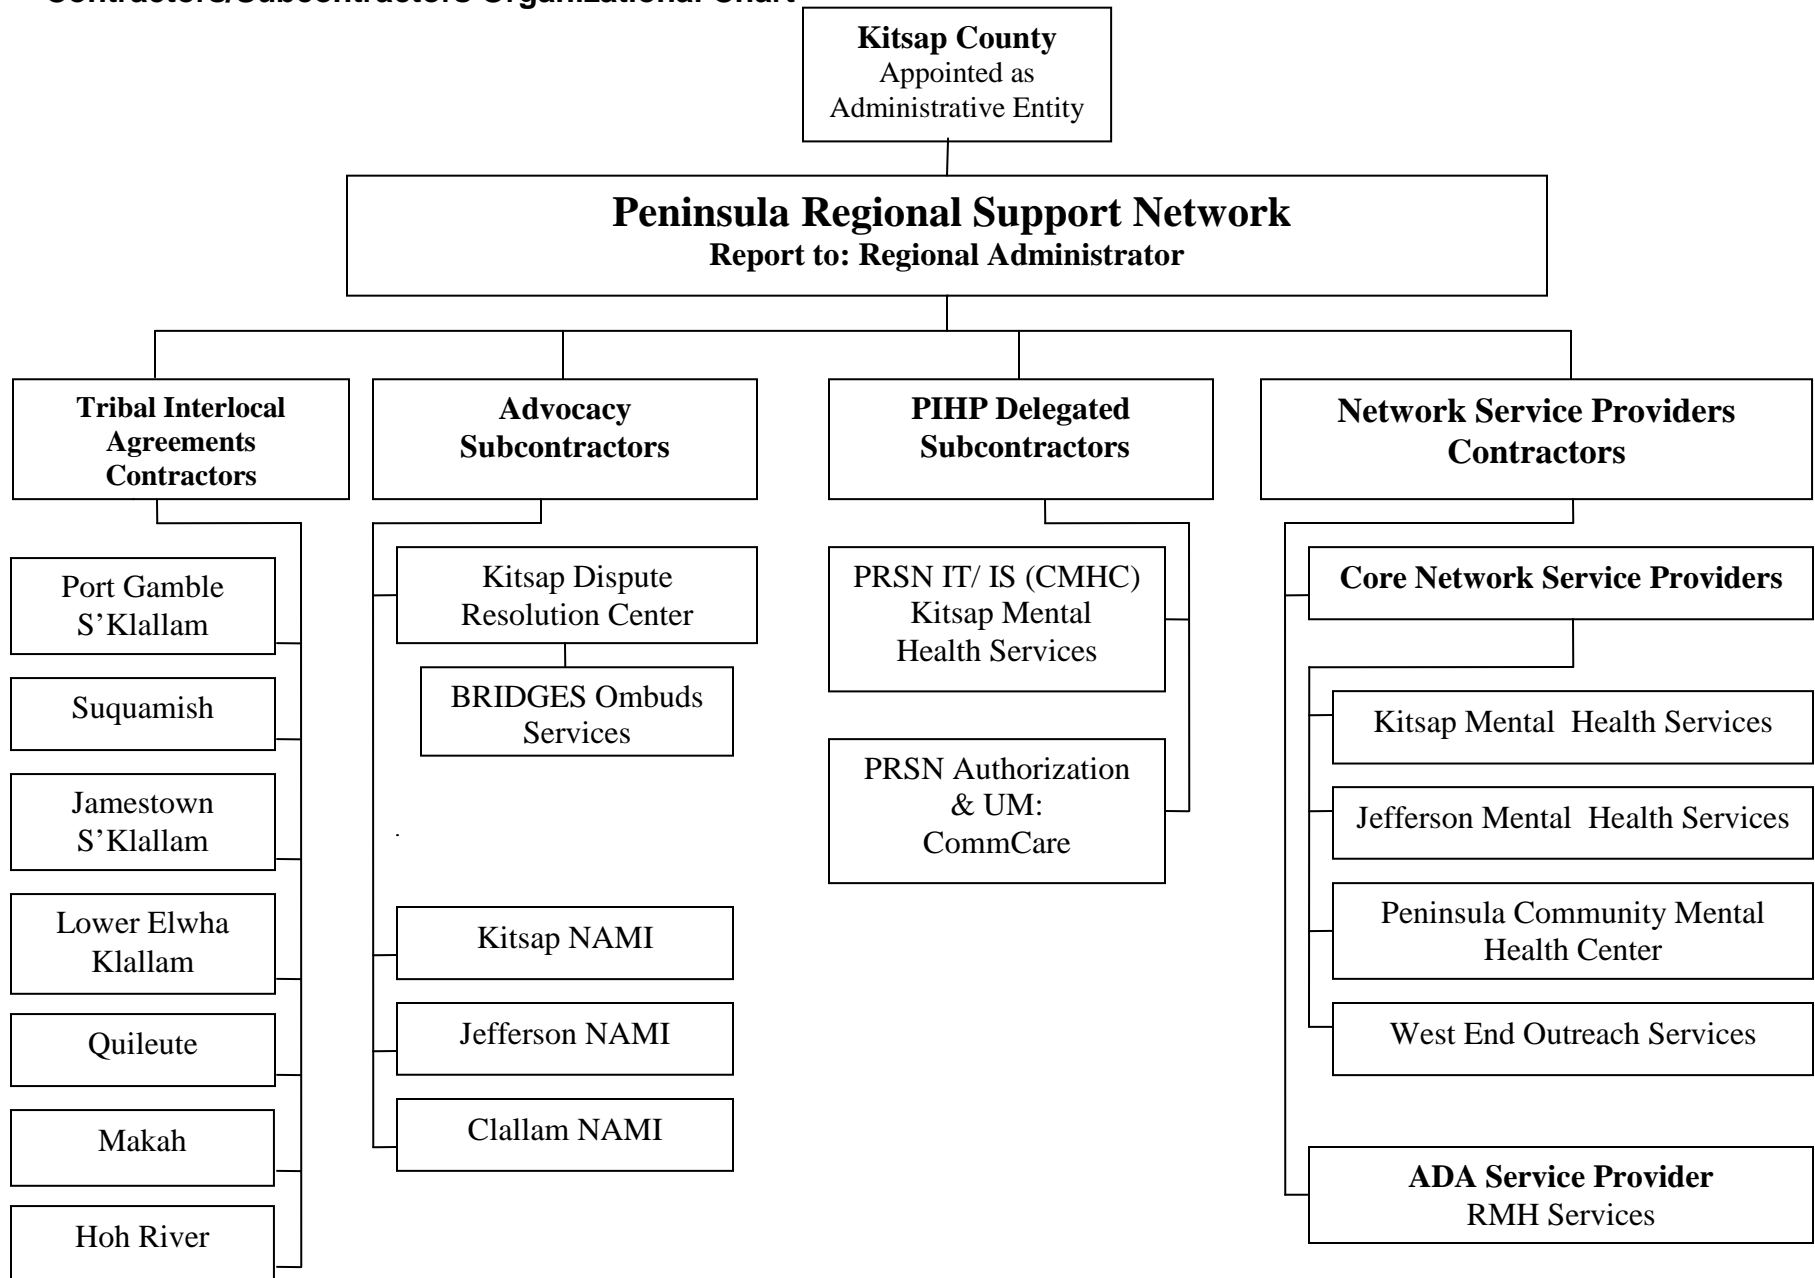 Contractors/Subcontractors Organizational Chart
Kitsap County
Appointed as
Administrative Entity
Peninsula Regional Support Network
Report to: Regional Administrator
Tribal Interlocal
Agreements
Contractors
Port Gamble
S’Klallam
Suquamish
Jamestown
S’Klallam
Lower Elwha
Klallam
Quileute
Makah
Hoh River
Advocacy
Subcontractors
Kitsap Dispute
Resolution Center
BRIDGES Ombuds
Services
Kitsap NAMI
Jefferson NAMI
Clallam NAMI
PIHP Delegated
Subcontractors
PRSN IT/ IS (CMHC)
Kitsap Mental
Health Services
PRSN Authorization
& UM:
CommCare
Network Service Providers
Contractors
Core Network Service Providers
Kitsap Mental  Health Services
Jefferson Mental  Health Services
Peninsula Community Mental
Health Center
West End Outreach Services
ADA Service Provider
RMH Services